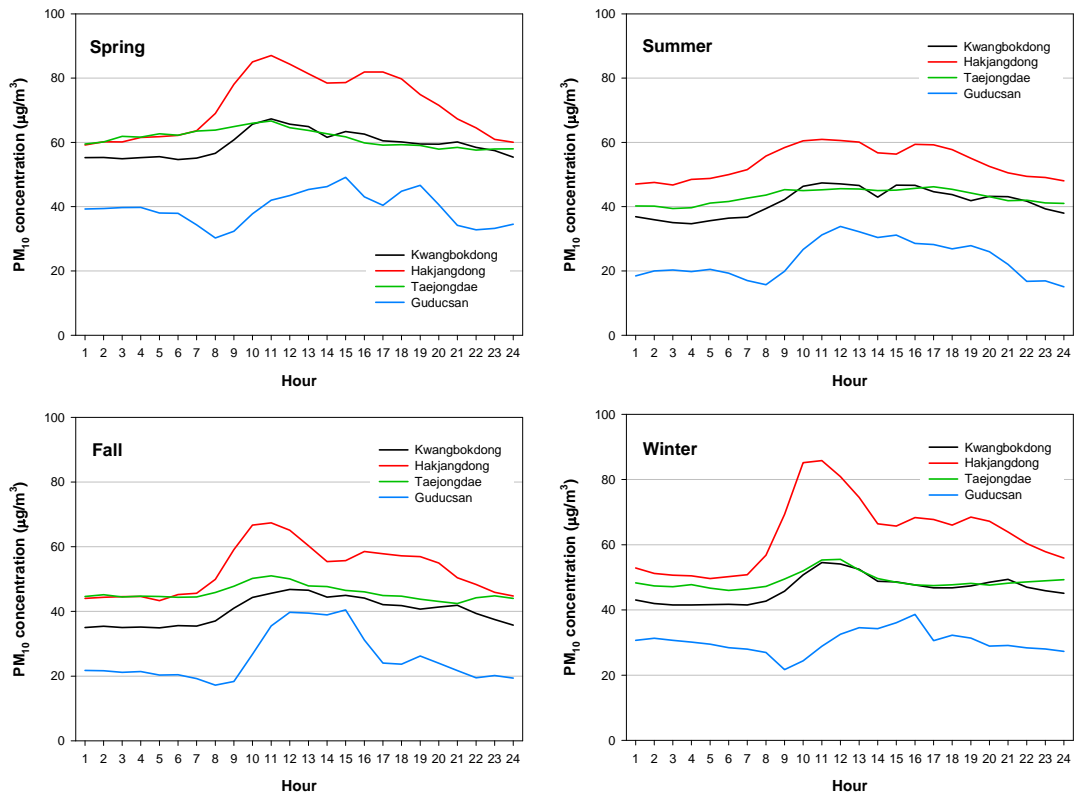 Spring
PM10 concentration (μg/m3)
100
80
60
40
20
0
Kwangbokdong
Hakjangdong
Taejongdae
Guducsan
1 2 3 4 5 6 7 8 9 10 11 12 13 14 15 16 17 18 19 20 21 22 23 24
Hour
Summer
PM10 concentration (μg/m3)
100
80
60
40
20
0
Kwangbokdong
Hakjangdong
Taejongdae
Guducsan
1 2 3 4 5 6 7 8 9 10 11 12 13 14 15 16 17 18 19 20 21 22 23 24
Hour
Fall
PM10 concentration (μg/m3)
100
80
60
40
20
0
Kwangbokdong
Hakjangdong
Taejongdae
Guducsan
1 2 3 4 5 6 7 8 9 10 11 12 13 14 15 16 17 18 19 20 21 22 23 24
Hour
Winter
PM10 concentration (μg/m3)
100
80
60
40
20
0
Kwangbokdong
Hakjangdong
Taejongdae
Guducsan
1 2 3 4 5 6 7 8 9 10 11 12 13 14 15 16 17 18 19 20 21 22 23 24
Hour